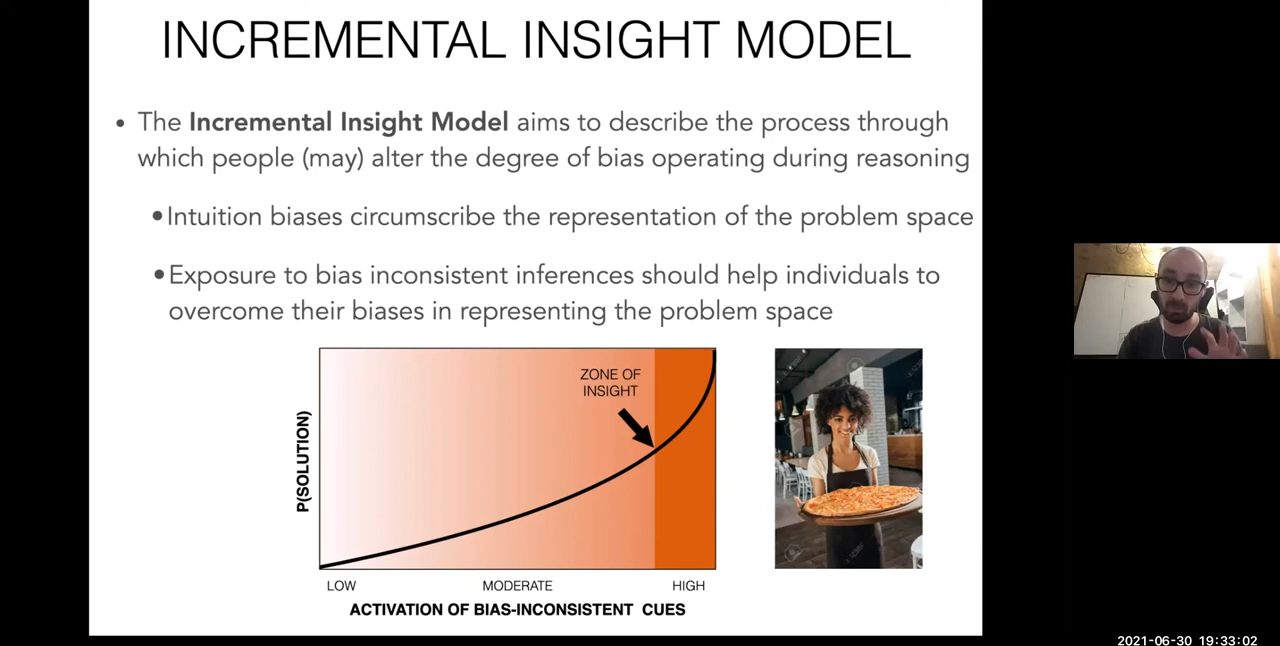 INCREMENTAL INSIGHT MODEL
• The Incremental Insight Model aims to describe the process through
which people (may) alter the degree of bias operating during reasoning
•Intuition biases circumscribe the representation of the problem space
•Exposure to bias inconsistent inferences should help individuals to
overcome their biases in representing the problem space
ZONE OF
INSIGHT
P(SOLUTION)
LOW MODERATE HIGH
ACTIVATION OF BIAS-INCONSISTENT CUES
2021-06-30 19:33:02